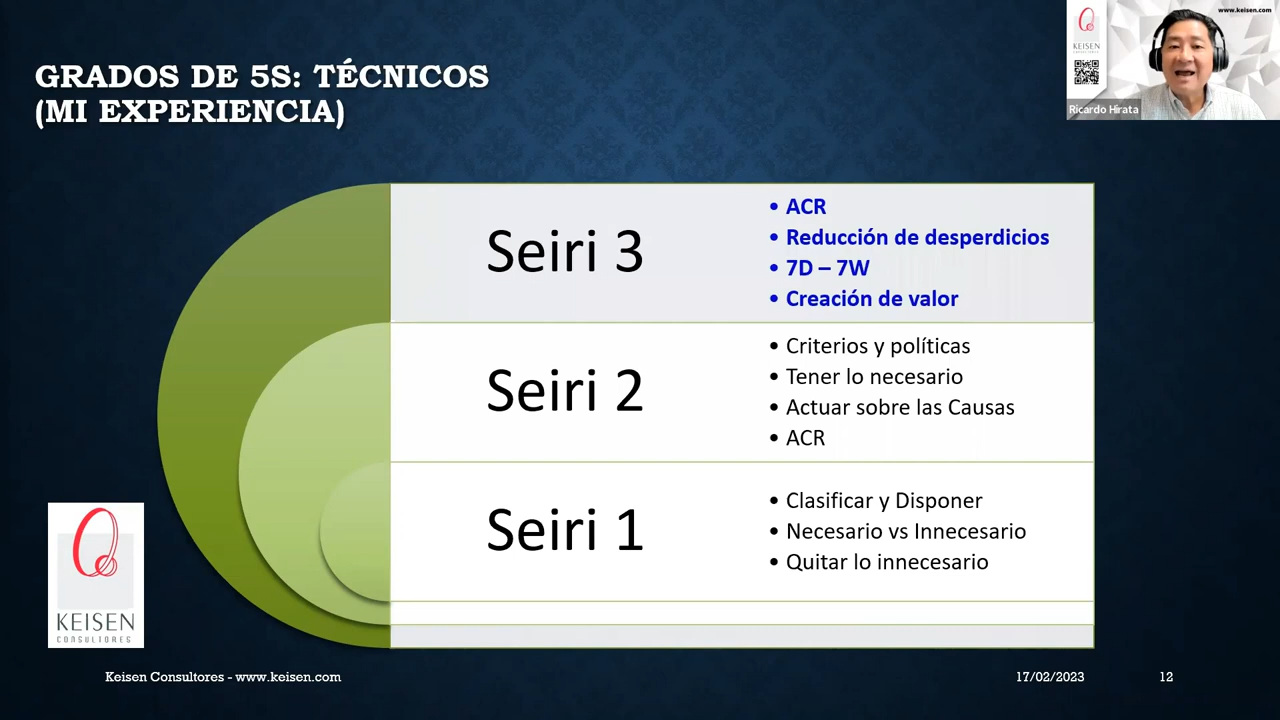 GRADOS DE 5S: TÉCNICOS
(MI EXPERIENCIA)
www.keisen.com
KEISEN
CONSULTORES
Ricardo Hirata
Seiri 3
• ACR
• Reducción de desperdicios
• 7D – 7W
• Creación de valor
Seiri 2
• Criterios y políticas
• Tener lo necesario
• Actuar sobre las Causas
• ACR
Seiri 1
• Clasificar y Disponer
• Necesario vs Innecesario
• Quitar lo innecesario
KEISEN
CONSULTORES
Keisen Consultores - www.keisen.com
17/02/2023
12